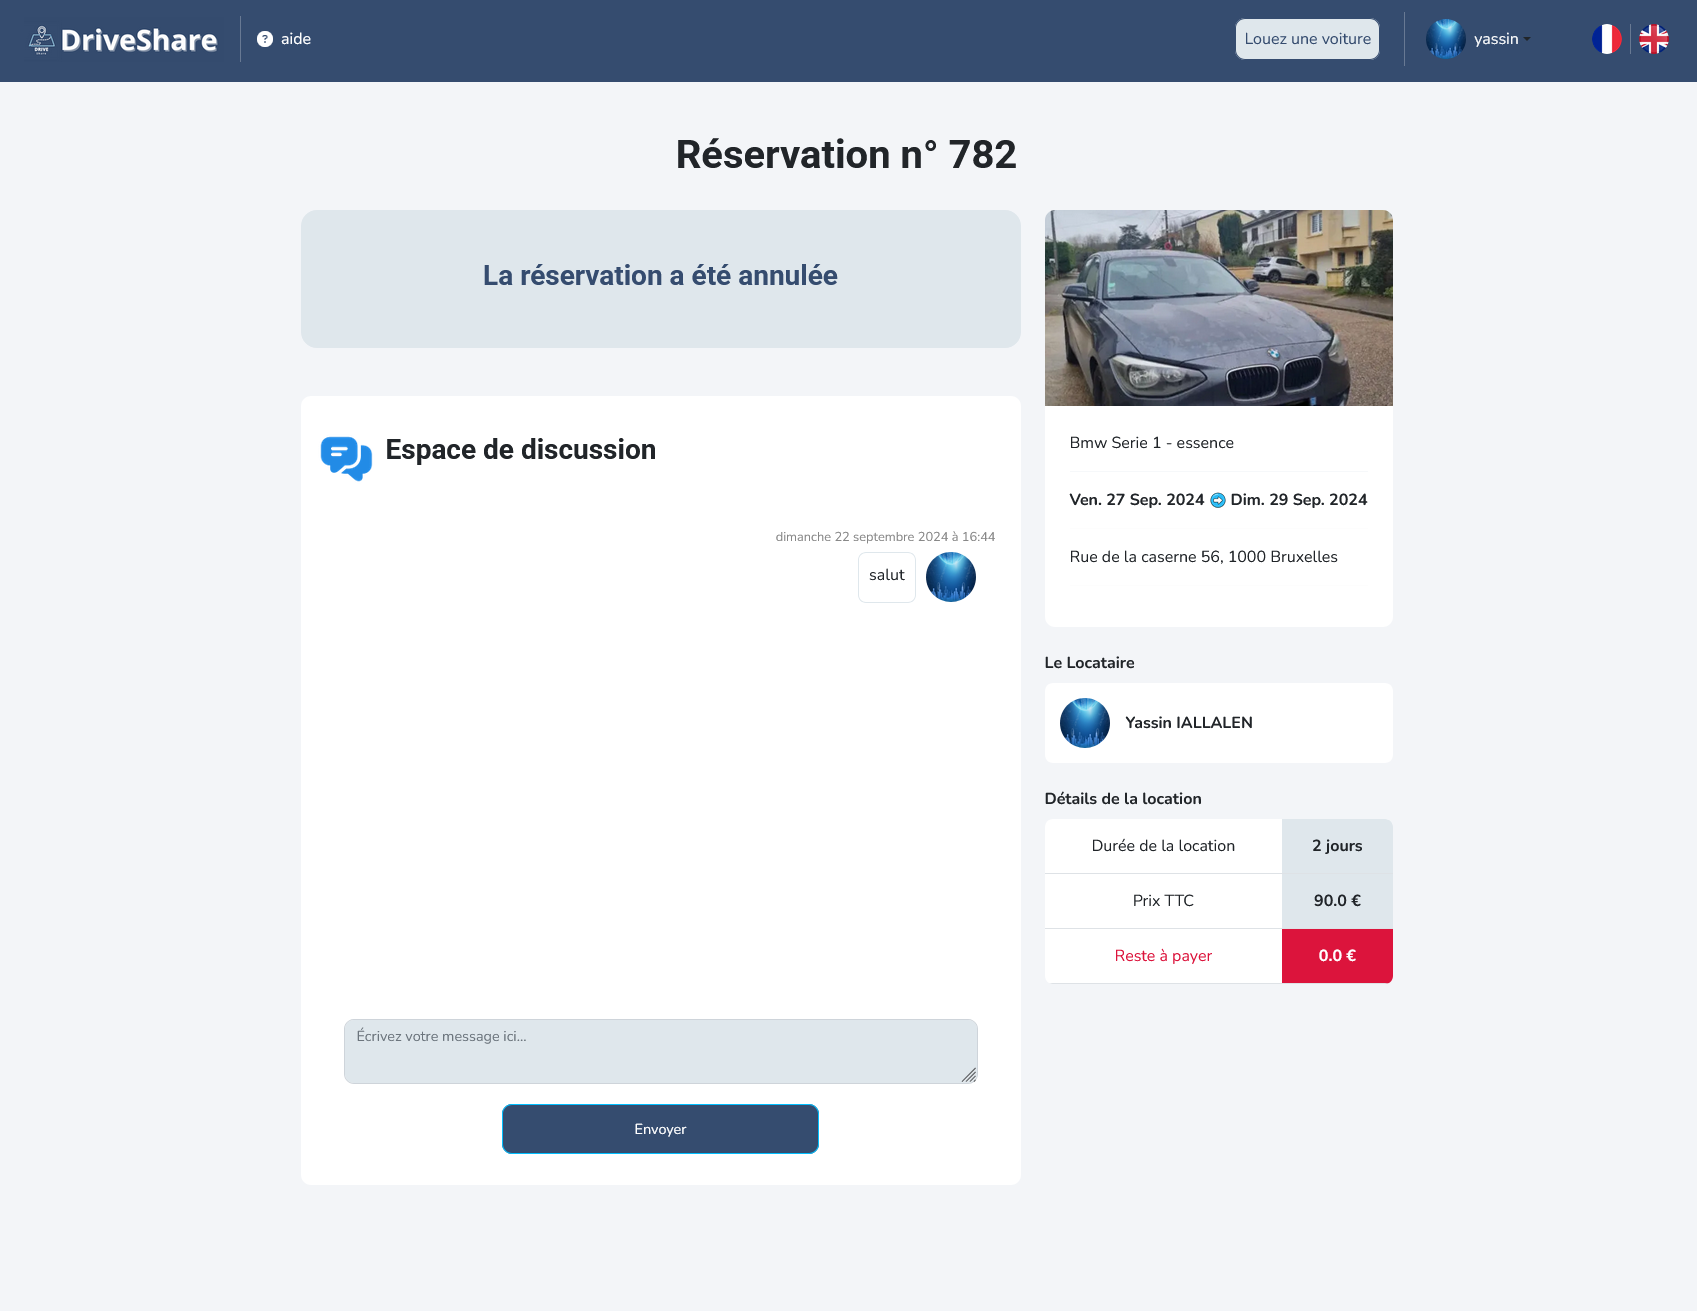 DriveShare
aide
Louez une voiture
yassin
Réservation n° 782
La réservation a été annulée
Espace de discussion
dimanche 22 septembre 2024 à 16:44
salut
Écrivez votre message ici...
Envoyer
Bmw Serie 1 - essence
Ven. 27 Sep. 2024 Dim. 29 Sep. 2024
Rue de la caserne 56, 1000 Bruxelles
Le Locataire
Yassin IALLALEN
Détails de la location
Durée de la location 2 jours
Prix TTC 90.0 €
Reste à payer 0.0 €